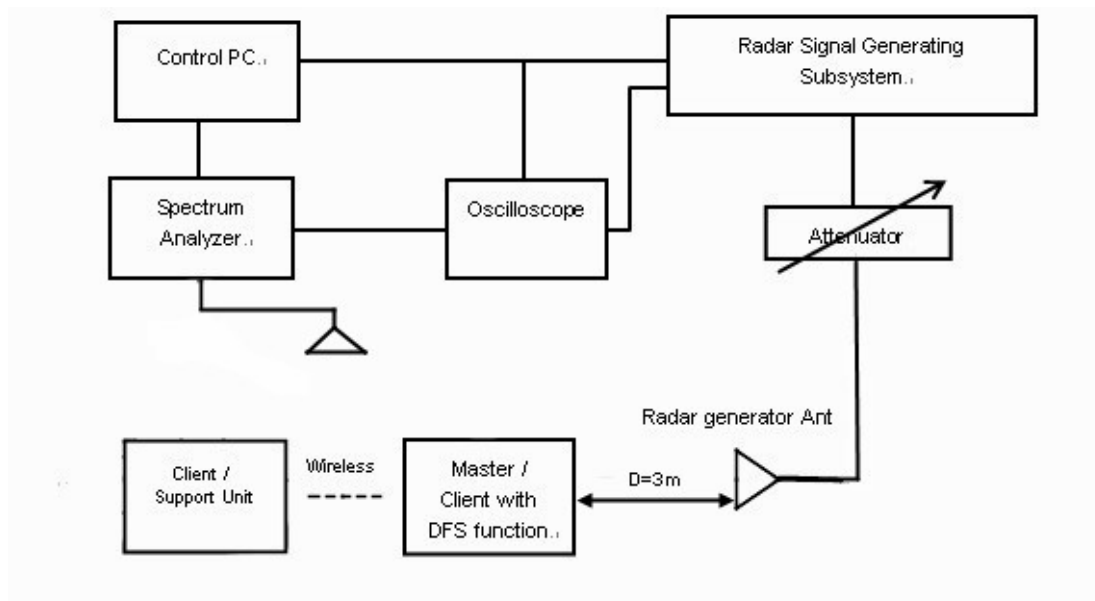 Control PC.
Radar Signal Generating
Subsystem.
Spectrum
Analyzer.
Oscilloscope
Attenuator
Radar generator Ant
Client /
Support Unit
Wireless
Master /
Client with
DFS function.
D=3m